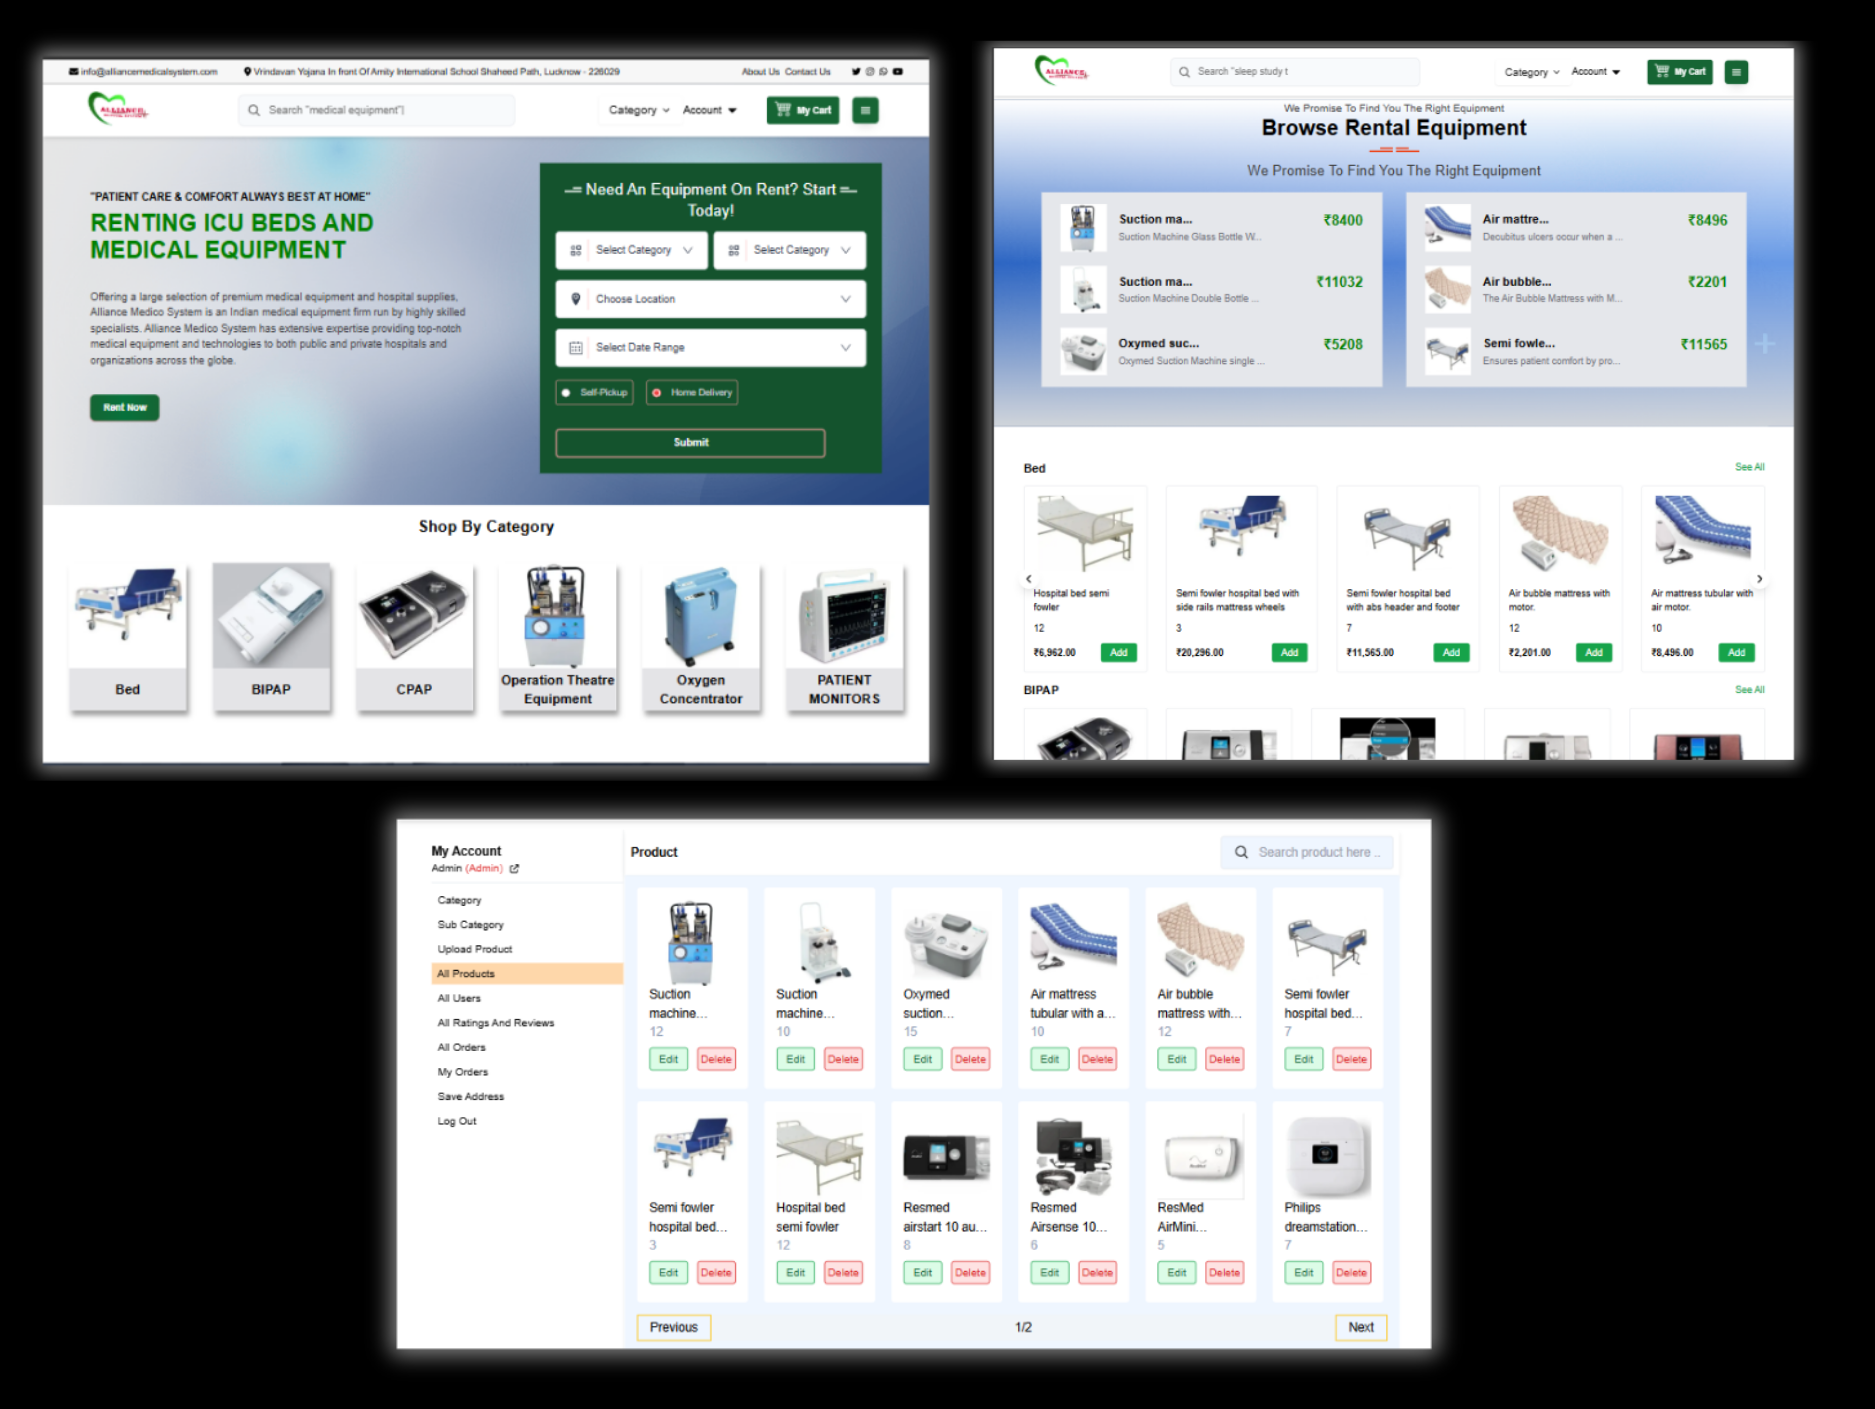 info@alliancemedicalsystem.com
Vrindavan Yojana In front Of Amity International School Shaheed Path, Lucknow - 226029
About Us Contact Us
ALLIANCE
Search "medical equipment"|
Category
Account
My Cart
"PATIENT CARE & COMFORT ALWAYS BEST AT HOME"
RENTING ICU BEDS AND
MEDICAL EQUIPMENT
Offering a large selection of premium medical equipment and hospital supplies,
Alliance Medico System is an Indian medical equipment firm run by highly skilled
specialists. Alliance Medico System has extensive expertise providing top-notch
medical equipment and technologies to both public and private hospitals and
organizations across the globe.
Rent Now
Need An Equipment On Rent? Start
Today!
Select Category
Select Category
Choose Location
Select Date Range
Self-Pickup
Home Delivery
Submit
Shop By Category
Bed
BIPAP
CPAP
Operation Theatre
Equipment
Oxygen
Concentrator
PATIENT
MONITORS
ALLIANCE
Search "sleep study t
Category
Account
My Cart
We Promise To Find You The Right Equipment
Browse Rental Equipment
We Promise To Find You The Right Equipment
Suction ma...
₹8400
Suction Machine Glass Bottle W...
Suction ma...
₹11032
Suction Machine Double Bottle ...
Oxymed suc...
₹5208
Oxymed Suction Machine single ...
Air mattre...
₹8496
Decubitus ulcers occur when a ...
Air bubble...
₹2201
The Air Bubble Mattress with M...
Semi fowle...
₹11565
Ensures patient comfort by pro...
Bed
See All
Hospital bed semi
fowler
12
₹6,962.00
Add
Semi fowler hospital bed with
side rails mattress wheels
3
₹20,296.00
Add
Semi fowler hospital bed
with abs header and footer
7
₹11,565.00
Add
Air bubble mattress with
motor.
12
₹2,201.00
Add
Air mattress tubular with
air motor.
10
₹8,496.00
Add
BIPAP
See All
My Account
Admin (Admin)
Category
Sub Category
Upload Product
All Products
All Users
All Ratings And Reviews
All Orders
My Orders
Save Address
Log Out
Product
Search product here ..
Suction
machine...
12
Edit
Delete
Suction
machine...
10
Edit
Delete
Oxymed
suction...
15
Edit
Delete
Air mattress
tubular with a...
10
Edit
Delete
Air bubble
mattress with...
12
Edit
Delete
Semi fowler
hospital bed...
7
Edit
Delete
Semi fowler
hospital bed...
3
Edit
Delete
Hospital bed
semi fowler
12
Edit
Delete
Resmed
airstart 10 au...
8
Edit
Delete
Resmed
Airsense 10...
6
Edit
Delete
ResMed
AirMini...
5
Edit
Delete
Philips
dreamstation...
7
Edit
Delete
Previous
1/2
Next